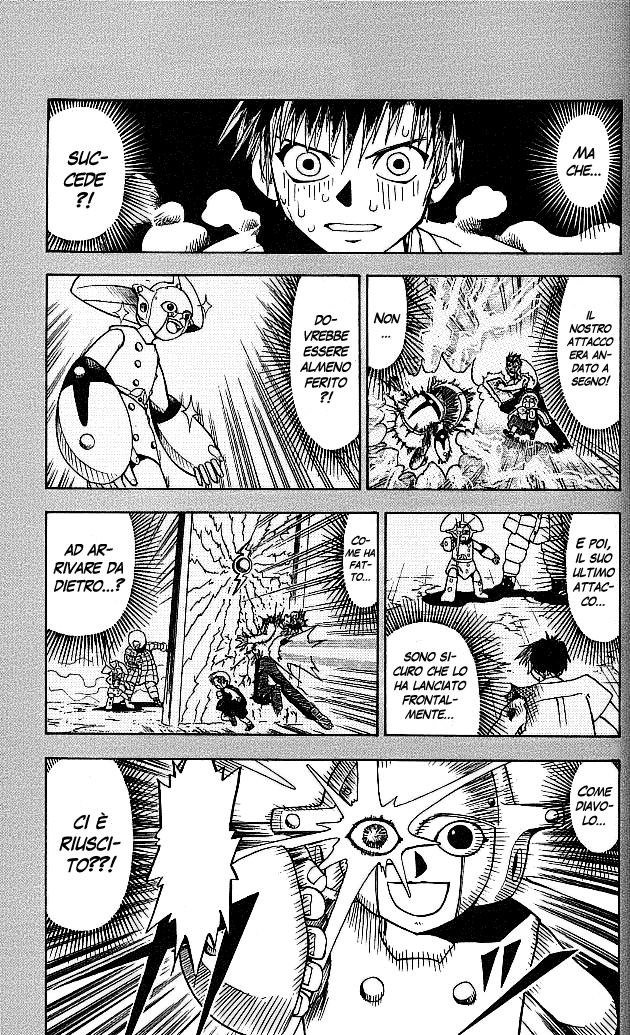 MA
CHE...
SUC-
CEDE
?!
IL
NOSTRO
ATTACCO
ERA AN-
DATO A
SEGNO!
NON
...
DO-
VREBBE
ESSERE
ALMENO
FERITO
?!
E POI,
IL SUO
ULTIMO
ATTAC-
CO...
SONO SI-
CURO CHE LO
HA LANCIATO
FRONTAL-
MENTE...
CO-
ME HA
FAT-
TO...
AD AR-
RIVARE DA
DIETRO...?
COME
DIAVO-
LO...
CI È
RIUSCI-
TO??!